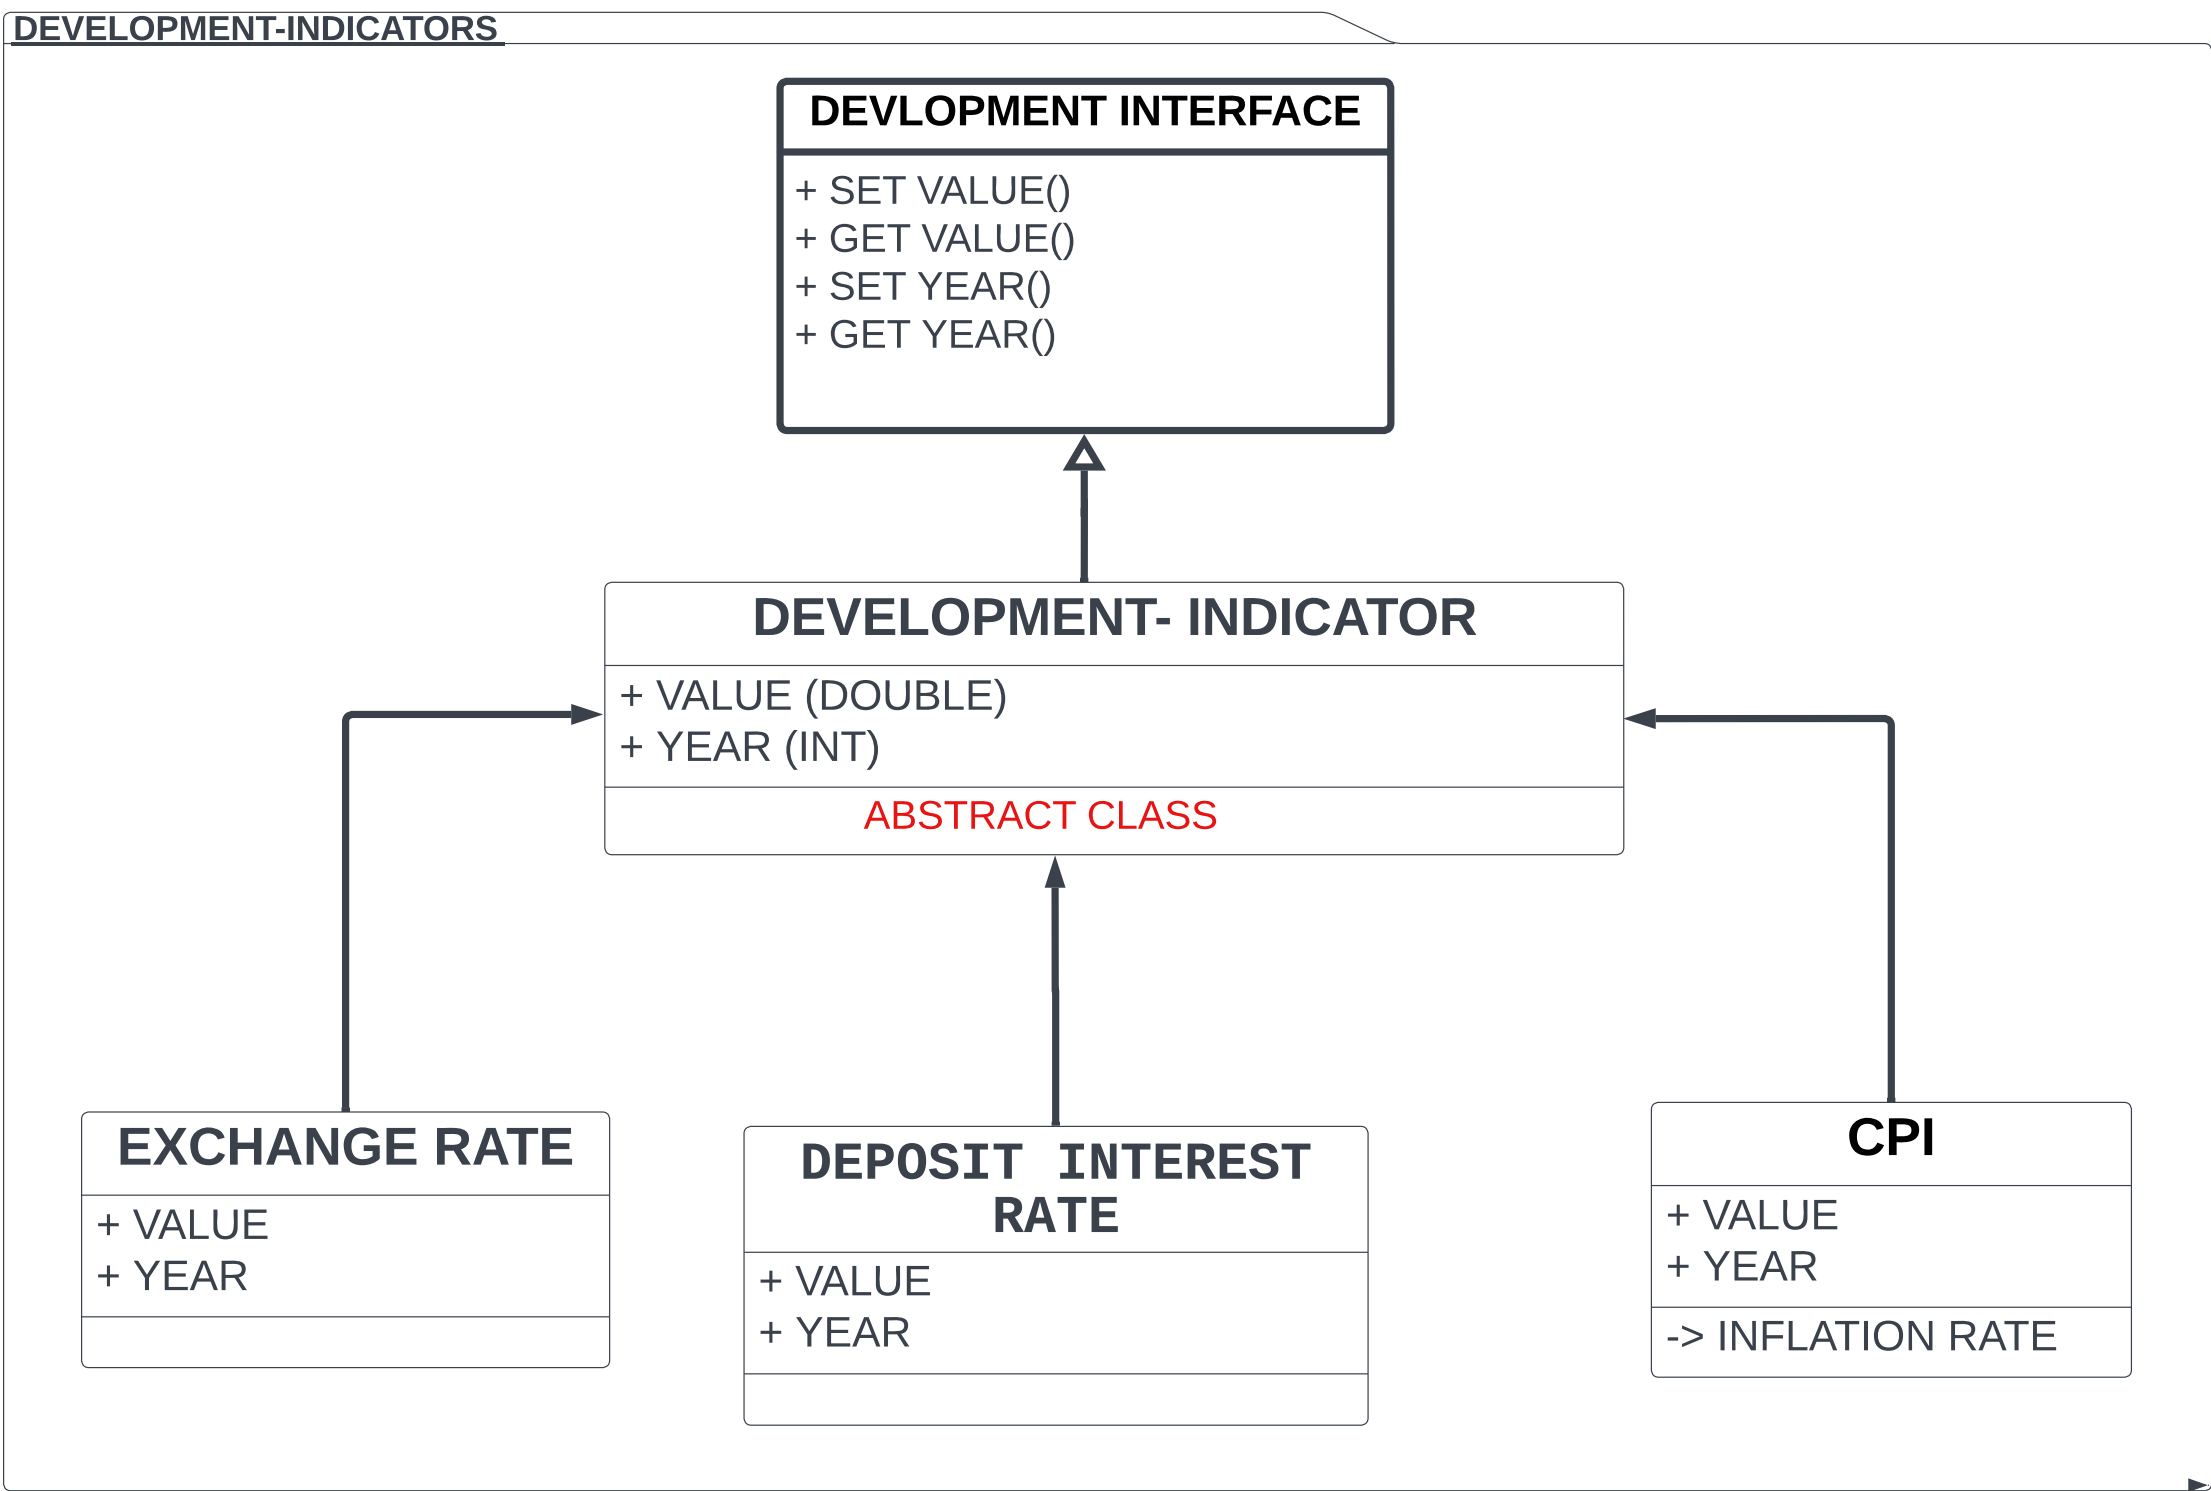 DEVELOPMENT-INDICATORS
DEVLOPMENT INTERFACE
+ SET VALUE()
+ GET VALUE()
+ SET YEAR()
+ GET YEAR()
DEVELOPMENT- INDICATOR
+ VALUE (DOUBLE)
+ YEAR (INT)
ABSTRACT CLASS
EXCHANGE RATE
+ VALUE
+ YEAR
DEPOSIT INTEREST
RATE
+ VALUE
+ YEAR
CPI
+ VALUE
+ YEAR
-> INFLATION RATE